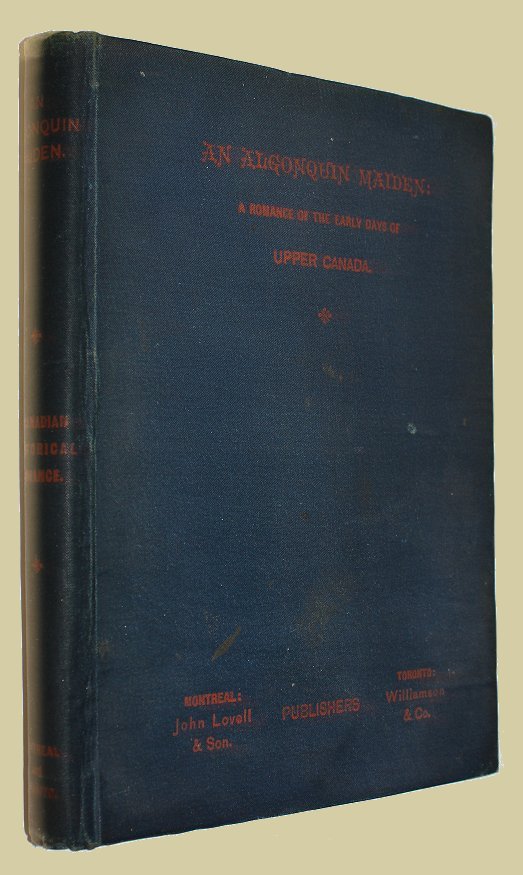 AN ALGONQUIN MAIDEN:
A ROMANCE OF THE EARLY DAYS OF
UPPER CANADA.
MONTREAL:
John Lovell
& Son.
PUBLISHERS
TORONTO:
Williamson
& Co.